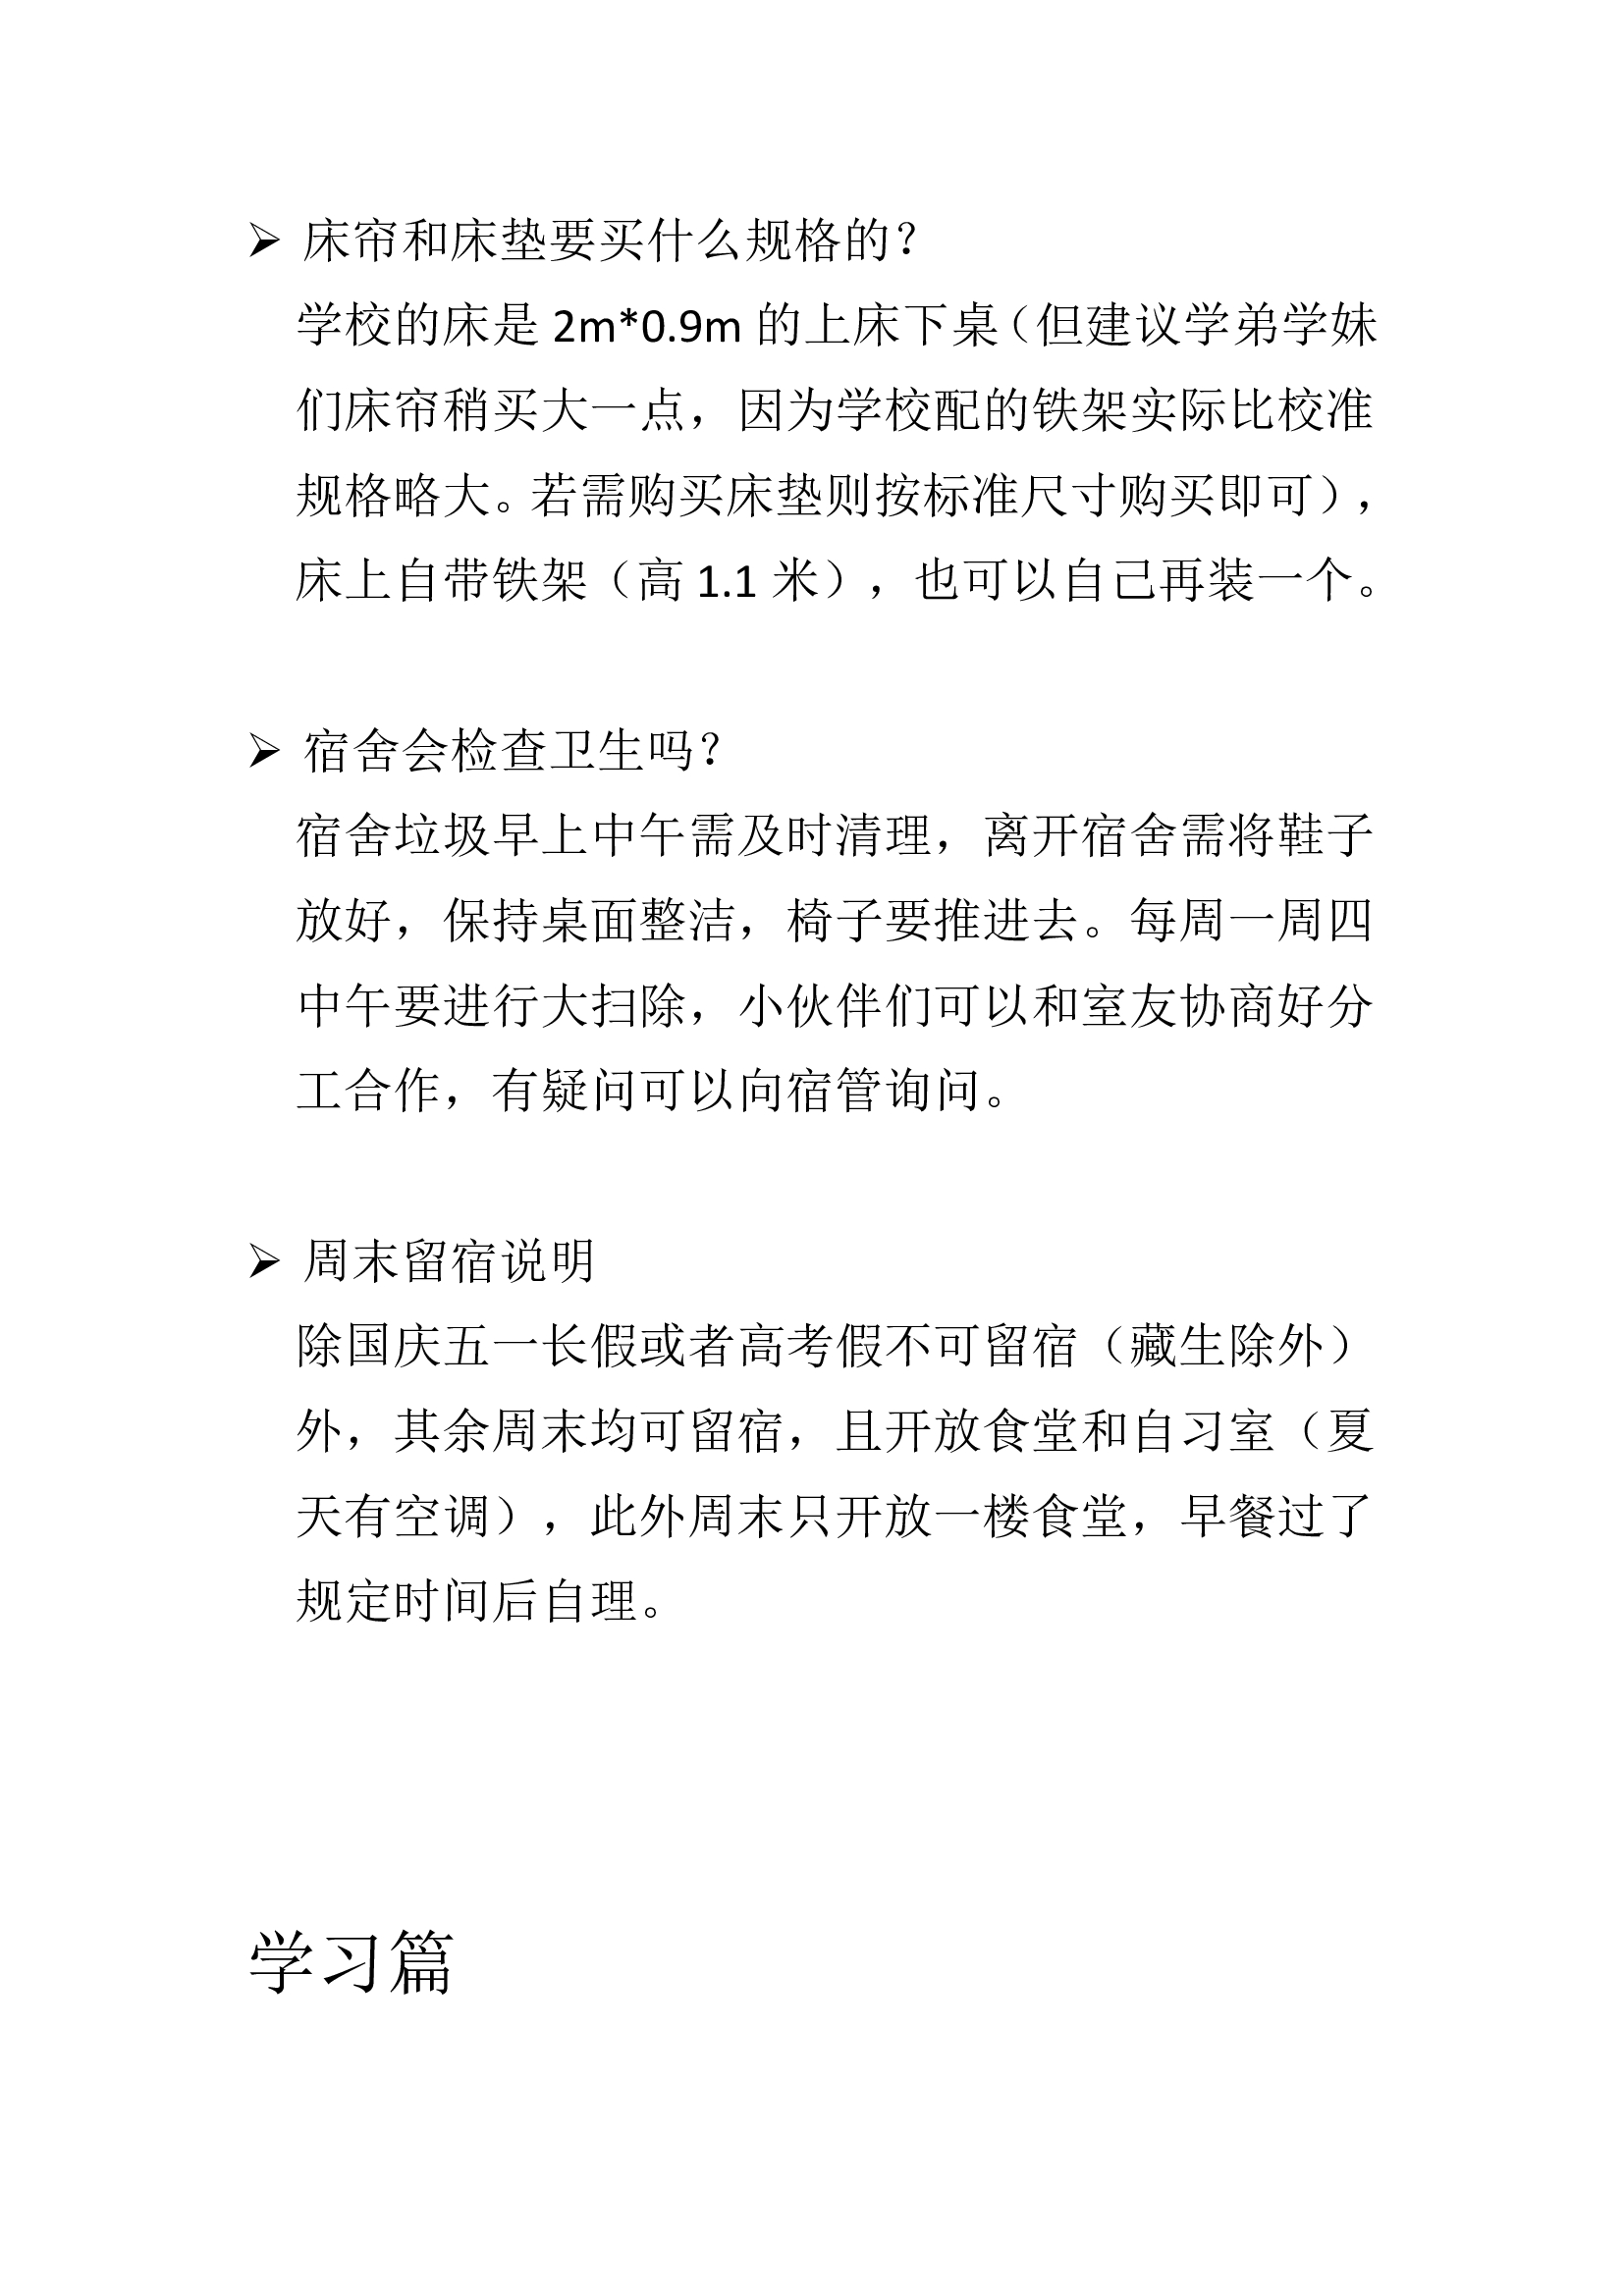 ➢ 床帘和床垫要买什么规格的？
学校的床是 2m*0.9m 的上床下桌（但建议学弟学妹
们床帘稍买大一点，因为学校配的铁架实际比校准
规格略大。若需购买床垫则按标准尺寸购买即可），
床上自带铁架（高 1.1 米），也可以自己再装一个。
➢ 宿舍会检查卫生吗？
宿舍垃圾早上中午需及时清理，离开宿舍需将鞋子
放好，保持桌面整洁，椅子要推进去。每周一周四
中午要进行大扫除，小伙伴们可以和室友协商好分
工合作，有疑问可以向宿管询问。
➢ 周末留宿说明
除国庆五一长假或者高考假不可留宿（藏生除外）
外，其余周末均可留宿，且开放食堂和自习室（夏
天有空调），此外周末只开放一楼食堂，早餐过了
规定时间后自理。
学习篇